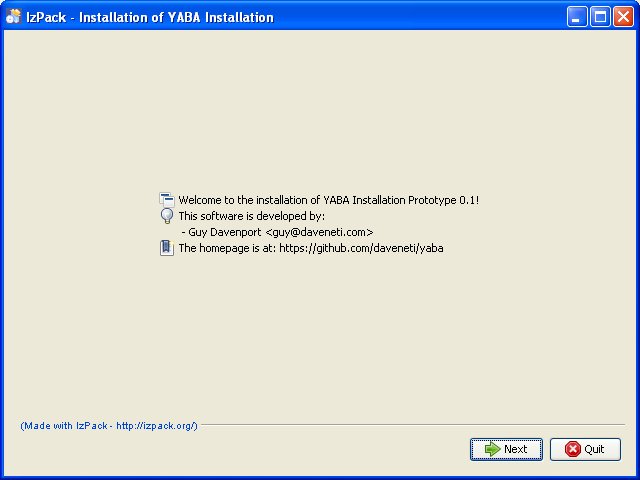 IzPack - Installation of YABA Installation
Welcome to the installation of YABA Installation Prototype 0.1!
This software is developed by:
- Guy Davenport <guy@daveneti.com>
The homepage is at: https://github.com/daveneti/yaba
(Made with IzPack - http://izpack.org/)
Next
Quit